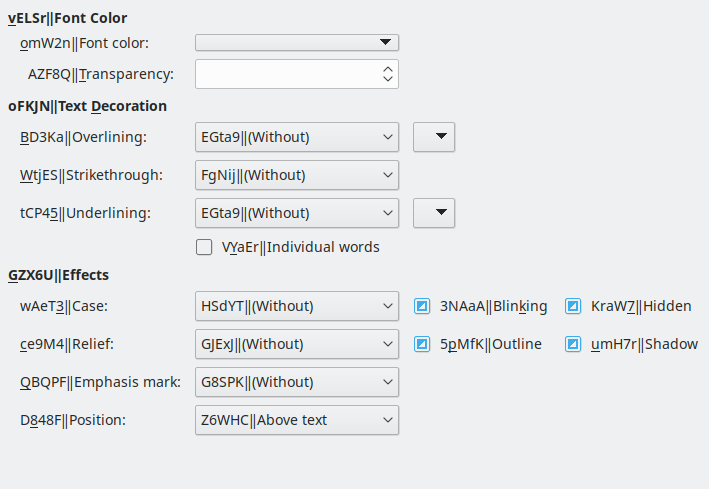 vELSr||Font Color
omW2n||Font color:
AZF8Q||Transparency:
oFKJN||Text Decoration
BD3Ka||Overlining: EGta9||(Without)
WtjES||Strikethrough: FgNij||(Without)
tCP45||Underlining: EGta9||(Without)
VYaEr||Individual words
GZX6U||Effects
wAeT3||Case: HSdYT||(Without) 3NAaA||Blinking KraW7||Hidden
ce9M4||Relief: GJExJ||(Without) 5pMfK||Outline umH7r||Shadow
QBQPF||Emphasis mark: G8SPK||(Without)
D848F||Position: Z6WHC||Above text